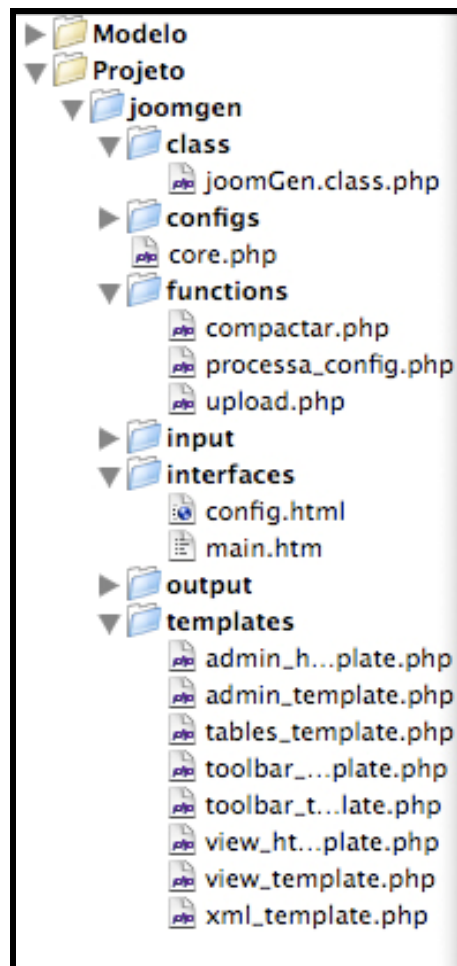 Modelo
Projeto
joomgen
class
joomGen.class.php
configs
core.php
functions
compactar.php
processa_config.php
upload.php
input
interfaces
config.html
main.htm
output
templates
admin_h...plate.php
admin_template.php
tables_template.php
toolbar_...plate.php
toolbar_t...late.php
view_ht...plate.php
view_template.php
xml_template.php